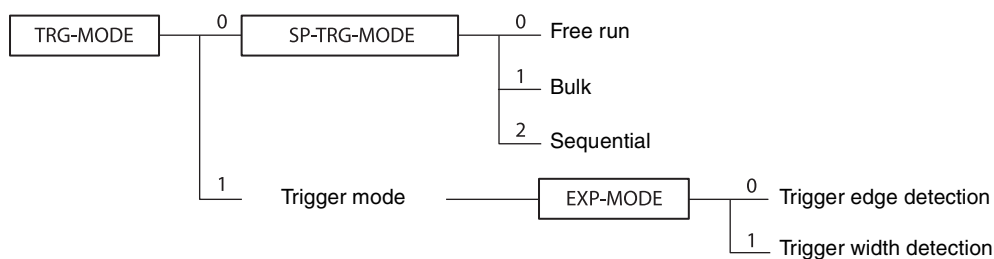 TRG-MODE 0 SP-TRG-MODE 0 Free run
1 Bulk
2 Sequential
1 Trigger mode EXP-MODE 0 Trigger edge detection
1 Trigger width detection